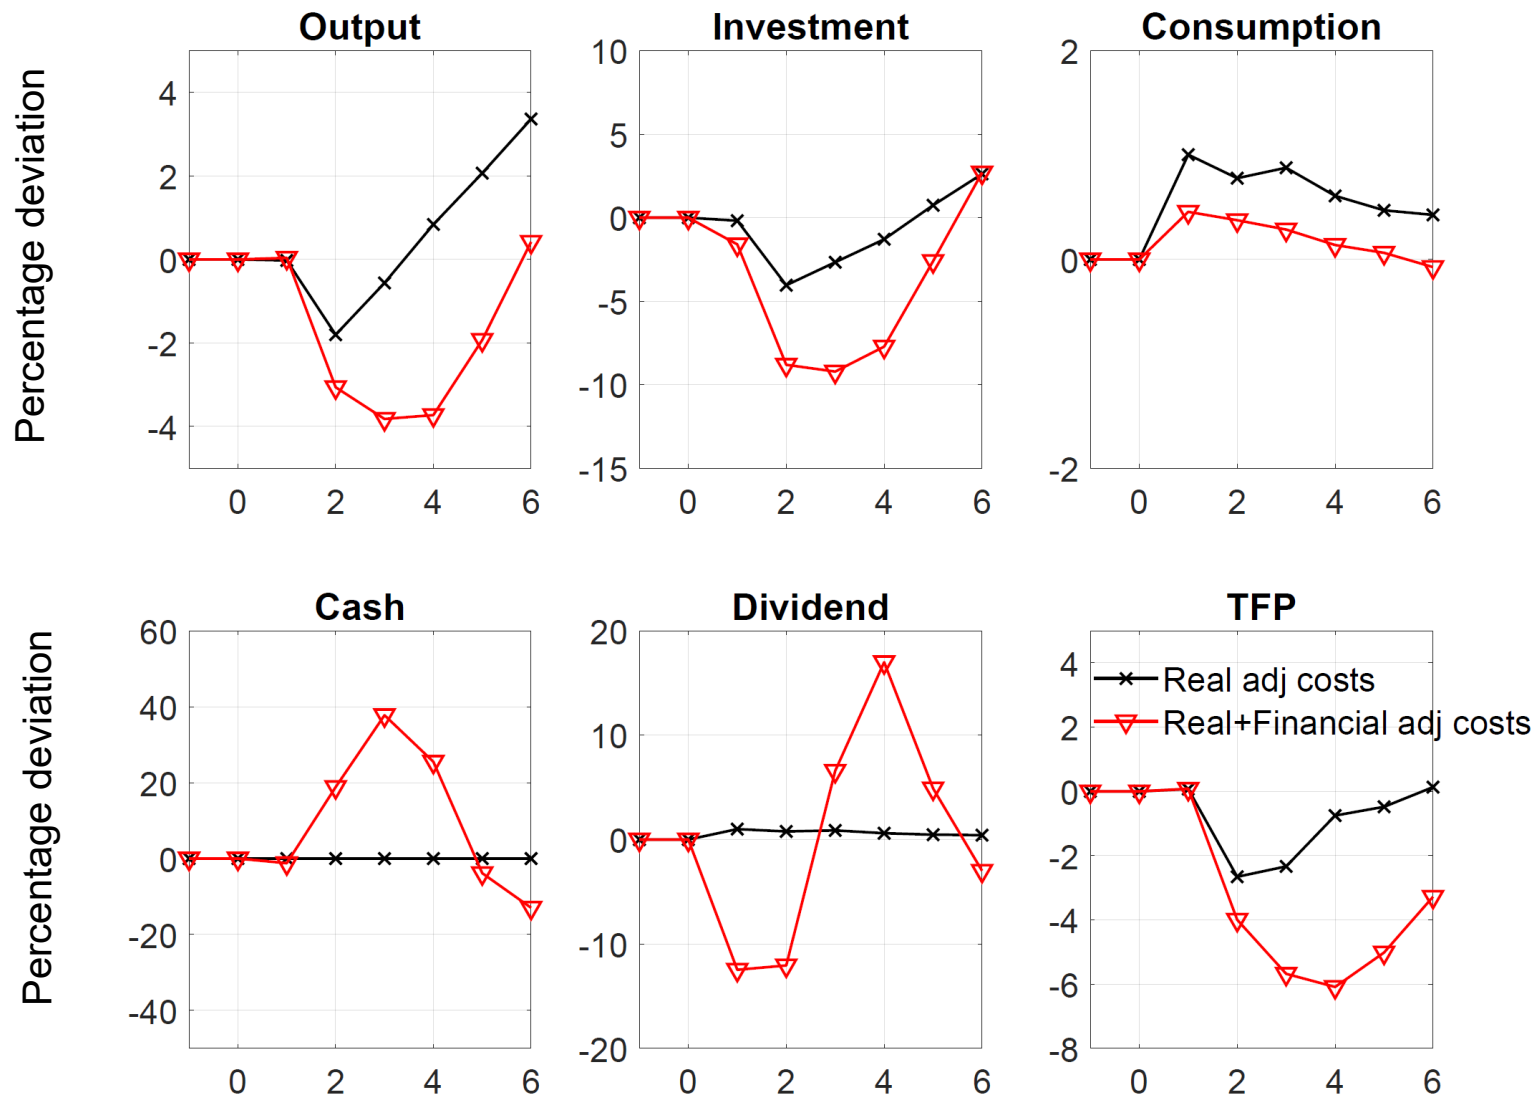 Output
Investment
Consumption
Percentage deviation
4
2
0
-2
-4
0 2 4 6
10
5
0
-5
-10
-15
0 2 4 6
2
0
-2
0 2 4 6
Cash
Dividend
TFP
Percentage deviation
60
40
20
0
-20
-40
0 2 4 6
20
10
0
-10
-20
0 2 4 6
4
2
0
-2
-4
-6
-8
0 2 4 6
Real adj costs
Real+Financial adj costs